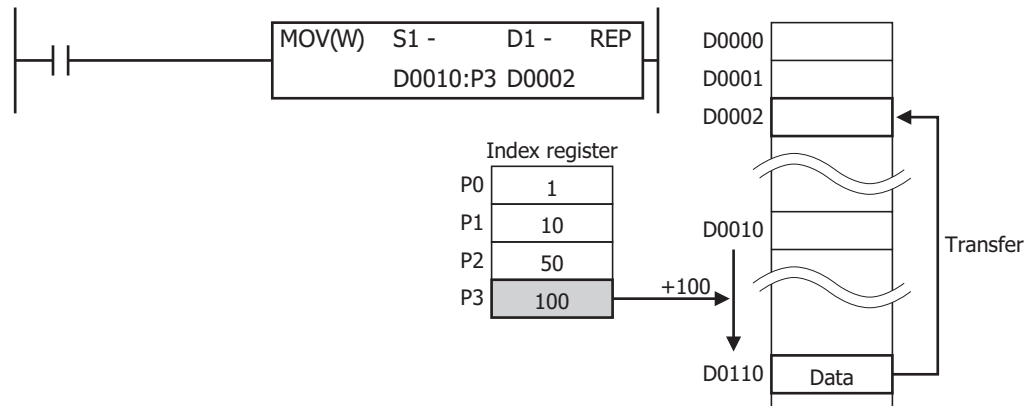 MOV(W) S1 - D1 - REP
D0010:P3 D0002
D0000
D0001
D0002
Index register
P0 1
P1 10
P2 50
P3 100
+100
D0010
Transfer
D0110 Data